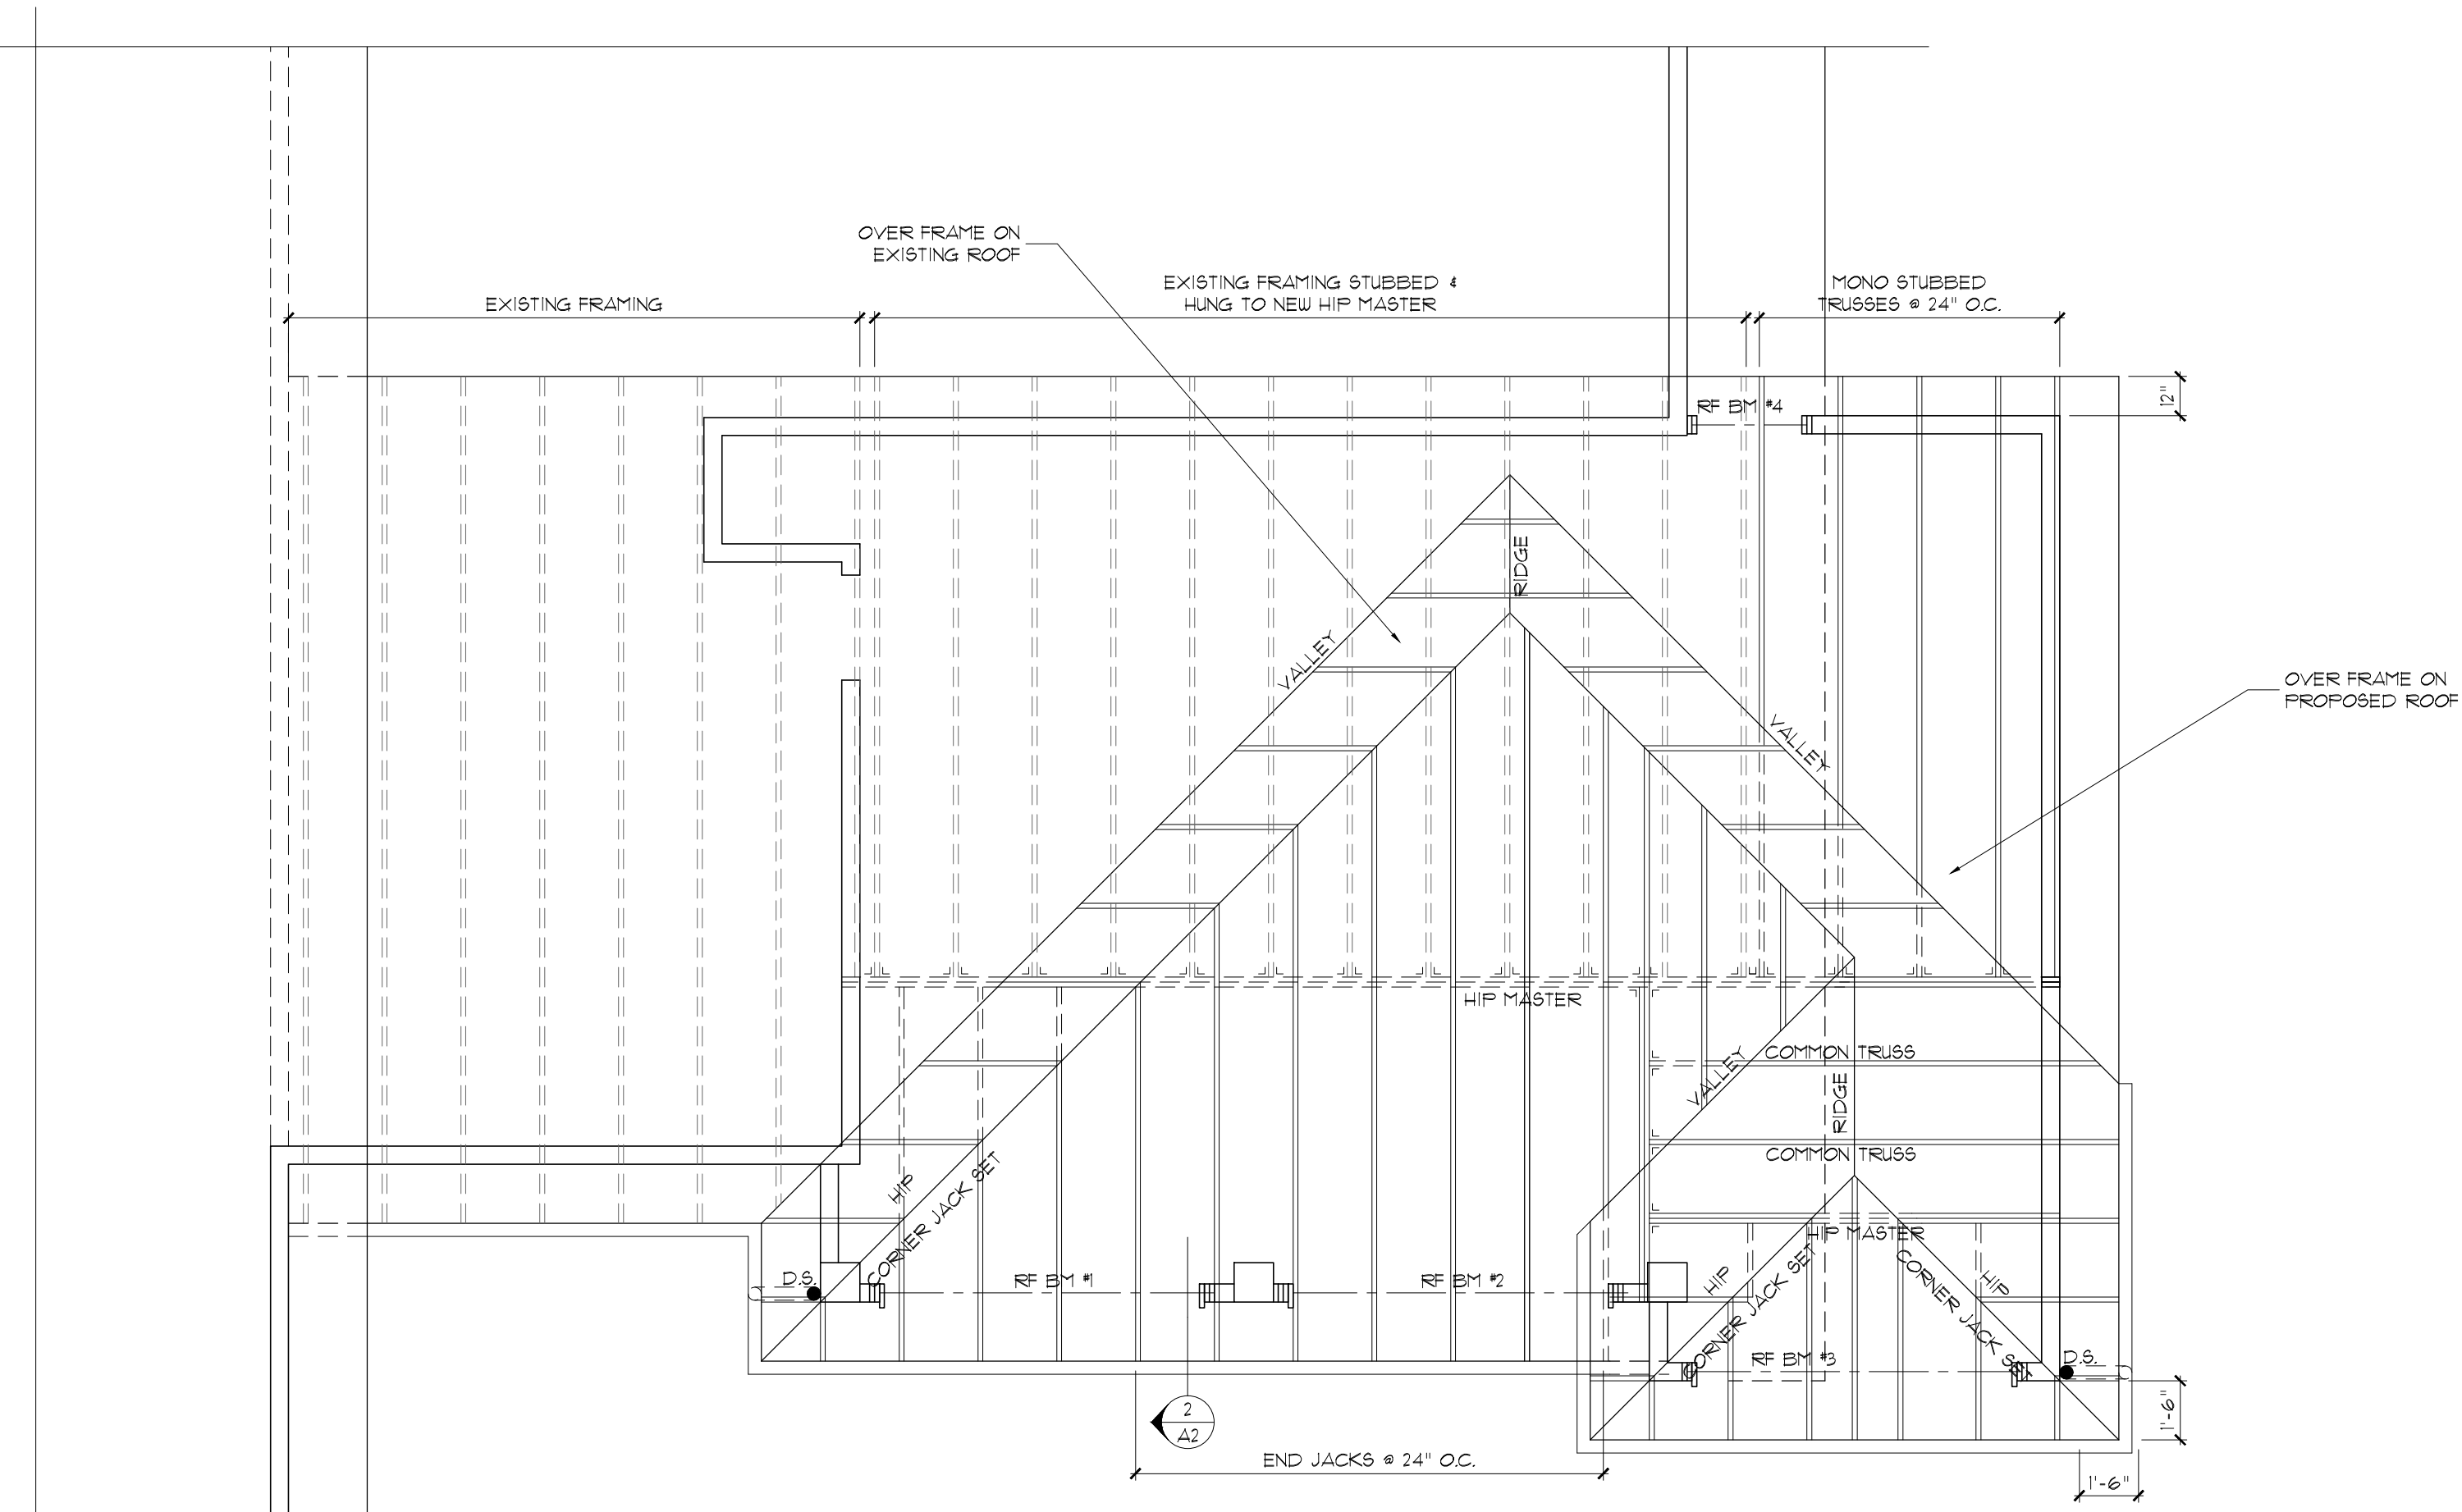 OVER FRAME ON
EXISTING ROOF
EXISTING FRAMING STUBBED &
HUNG TO NEW HIP MASTER
MONO STUBBED
TRUSSES @ 24" O.C.
EXISTING FRAMING
12"
RF BM #4
RIDGE
VALLEY
VALLEY
OVER FRAME ON
PROPOSED ROOF
HIP MASTER
COMMON TRUSS
VALLEY
RIDGE
COMMON TRUSS
HIP
CORNER JACK SET
HIP MASTER
D.S.
RF BM #1
RF BM #2
HIP
CORNER JACK SET
CORNER JACK SET
HIP
RF BM #3
D.S.
2
A2
1'-6"
END JACKS @ 24" O.C.
1'-6"